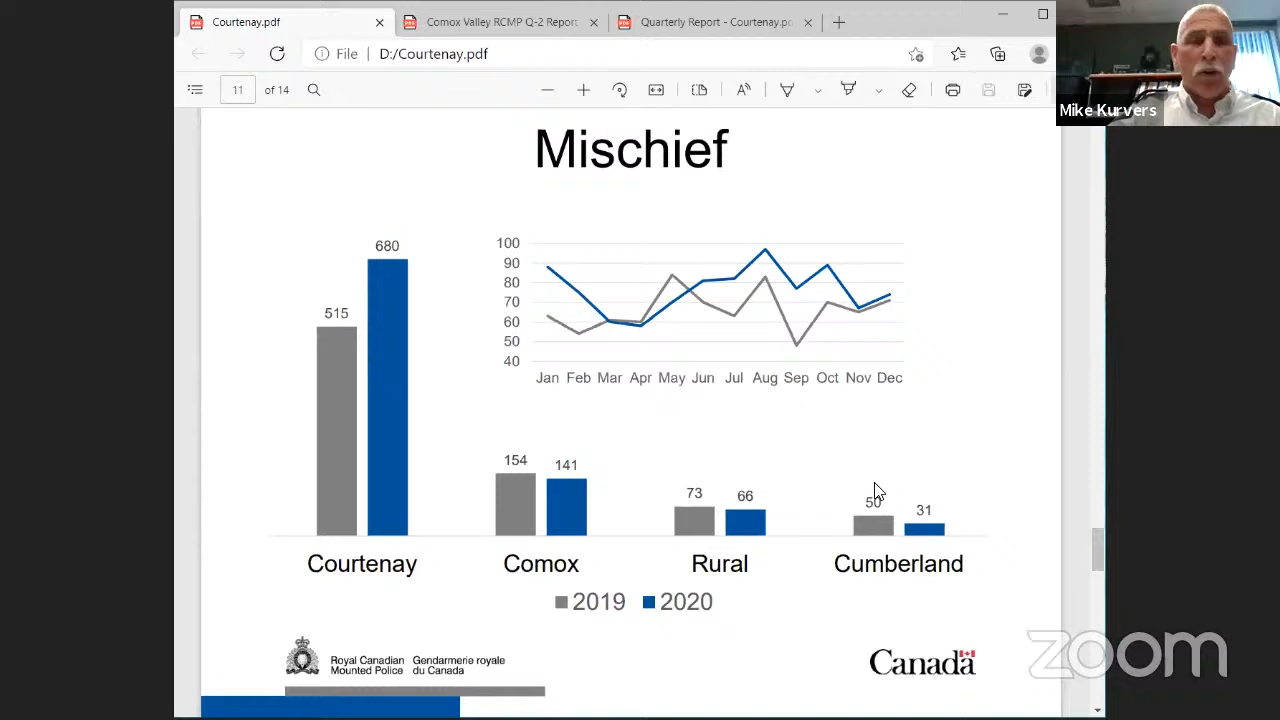 Courtenay.pdf
Comox Valley RCMP Q-2 Report
Quarterly Report - Courtenay.pd
File
D:/Courtenay.pdf
11 of 14
Mike Kurvers
Mischief
680
515
100
90
80
70
60
50
40
Jan Feb Mar Apr May Jun Jul Aug Sep Oct Nov Dec
154
141
73
66
50
31
Courtenay
Comox
Rural
Cumberland
2019 2020
Royal Canadian Gendarmerie royale
Mounted Police du Canada
Canada
zoom